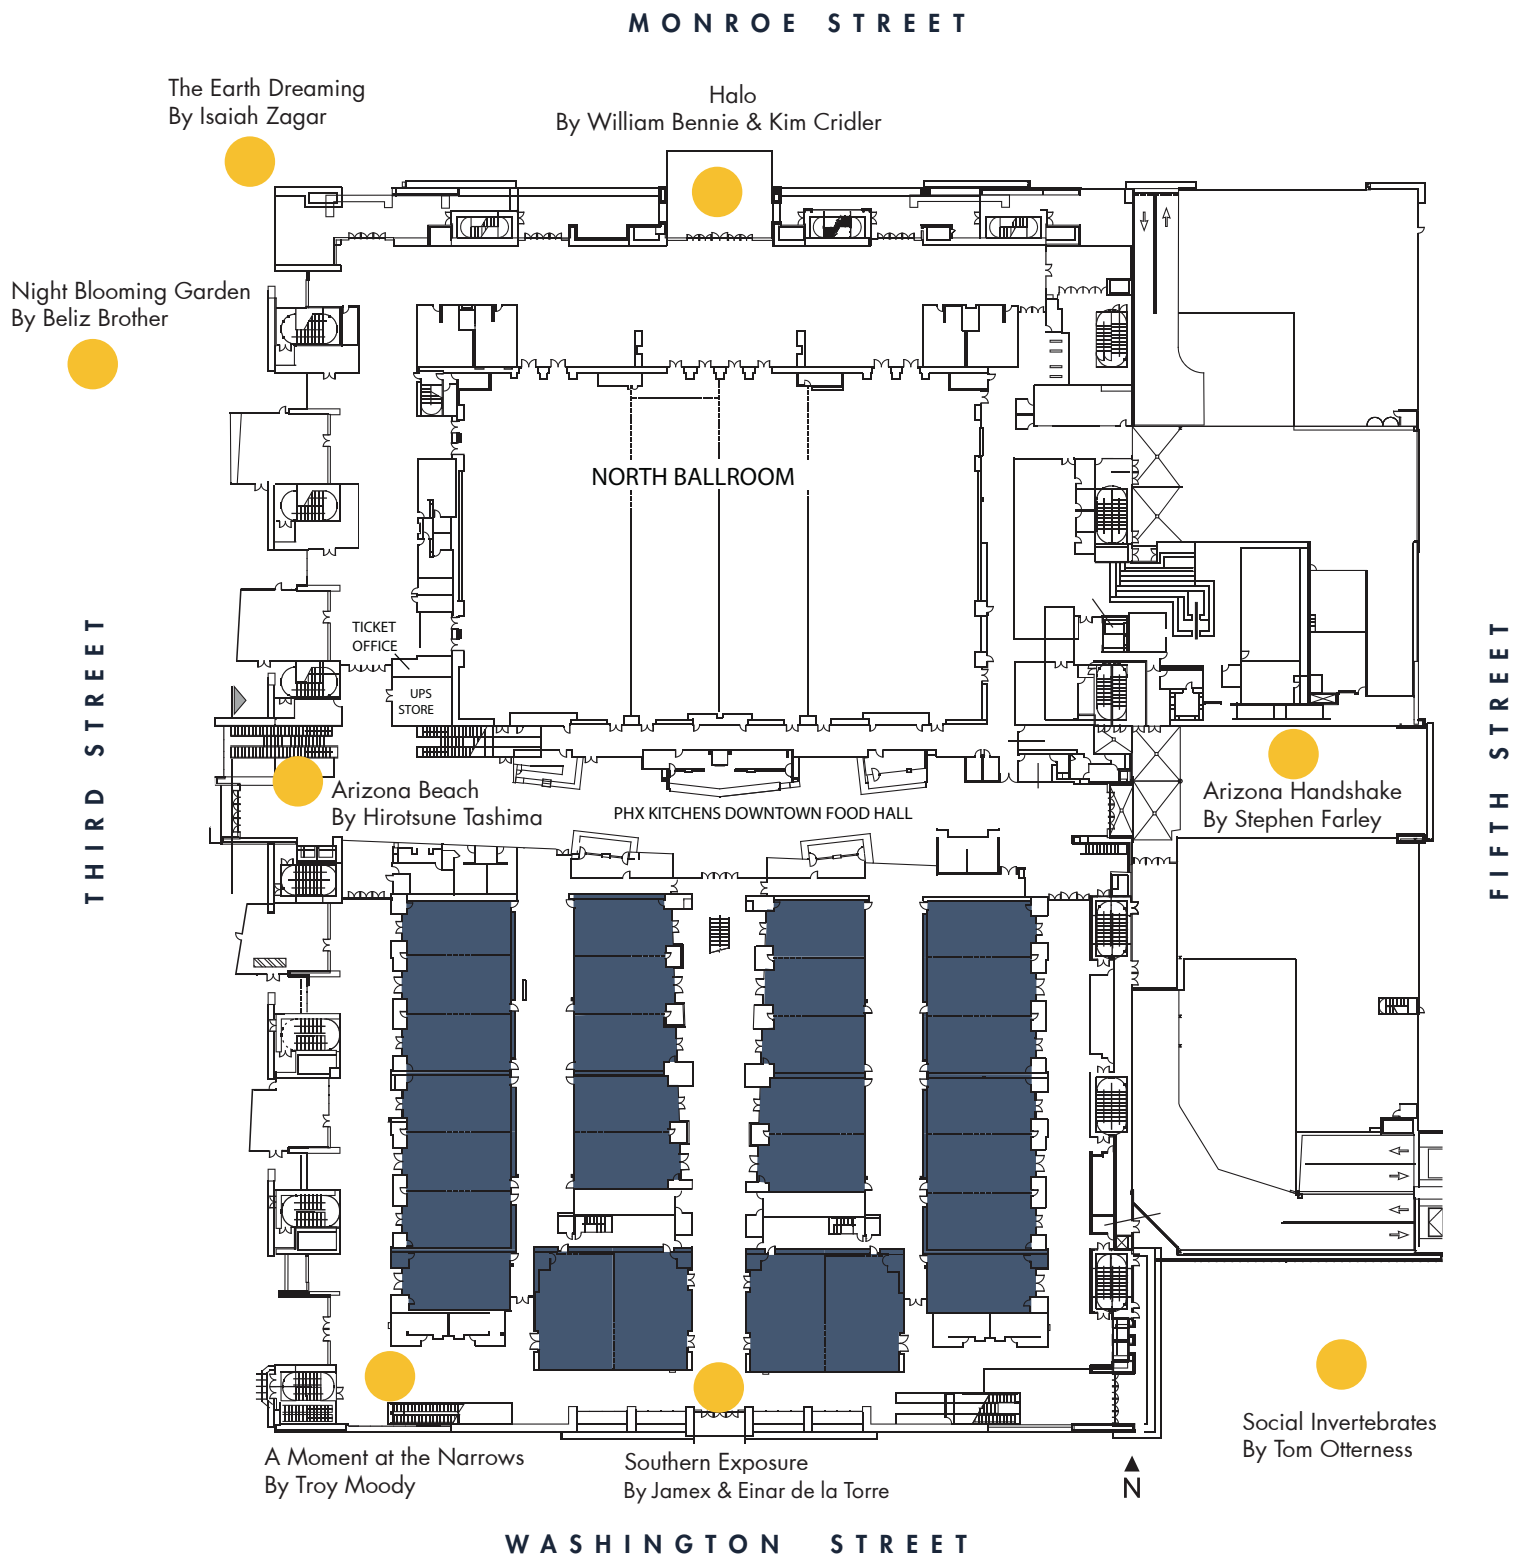 MONROE STREET
The Earth Dreaming
By Isaiah Zagar
Halo
By William Bennie & Kim Cridler
Night Blooming Garden
By Beliz Brother
NORTH BALLROOM
TICKET
OFFICE
UPS
STORE
THIRD STREET
FIFTH STREET
Arizona Beach
By Hirotsune Tashima
PHX KITCHENS DOWNTOWN FOOD HALL
Arizona Handshake
By Stephen Farley
A Moment at the Narrows
By Troy Moody
Southern Exposure
By Jamex & Einar de la Torre
Social Invertebrates
By Tom Otterness
N
WASHINGTON STREET